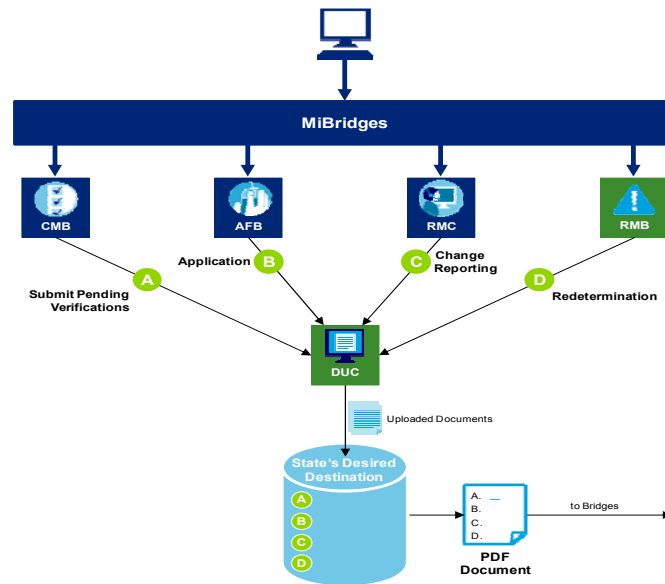 MiBridges
CMB
AFB
RMC
RMB
Application
B
C
Change
Reporting
A
D
Submit Pending
Verifications
Redetermination
DUC
Uploaded Documents
State's Desired
Destination
A
B
C
D
A.
B.
C.
D.
to Bridges
PDF
Document